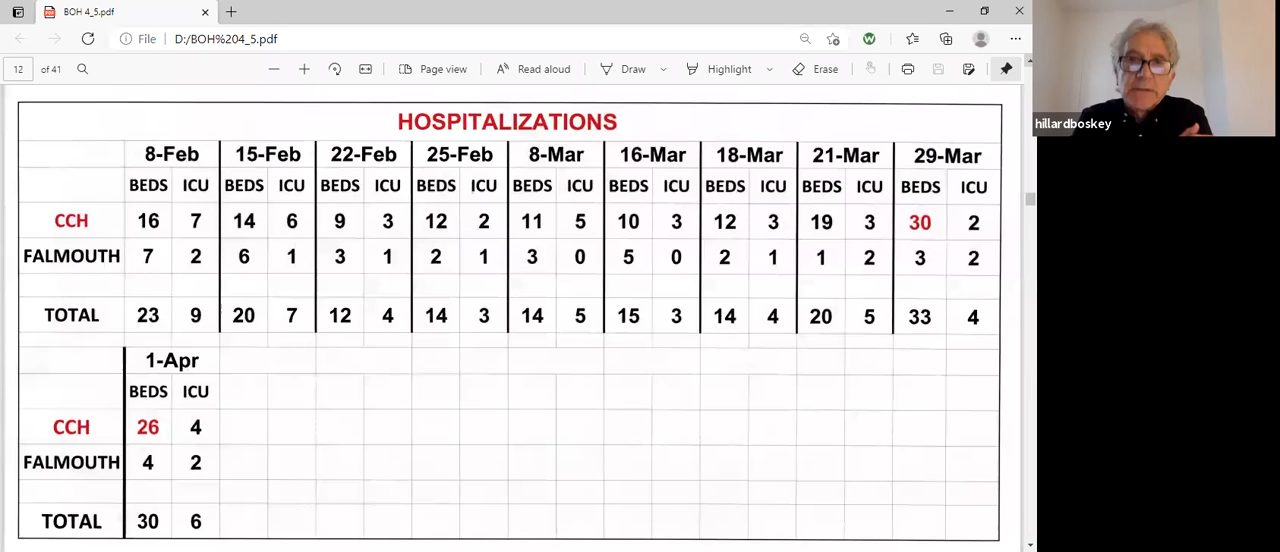 BOH 4_5.pdf
File D:/BOH%204_5.pdf
12 of 41 Page view Read aloud Draw Highlight Erase
hillardboskey
HOSPITALIZATIONS
8-Feb 15-Feb 22-Feb 25-Feb 8-Mar 16-Mar 18-Mar 21-Mar 29-Mar
BEDS ICU BEDS ICU BEDS ICU BEDS ICU BEDS ICU BEDS ICU BEDS ICU BEDS ICU BEDS ICU
CCH 16 7 14 6 9 3 12 2 11 5 10 3 12 3 19 3 30 2
FALMOUTH 7 2 6 1 3 1 2 1 3 0 5 0 2 1 1 2 3 2
TOTAL 23 9 20 7 12 4 14 3 14 5 15 3 14 4 20 5 33 4
1-Apr
BEDS ICU
CCH 26 4
FALMOUTH 4 2
TOTAL 30 6